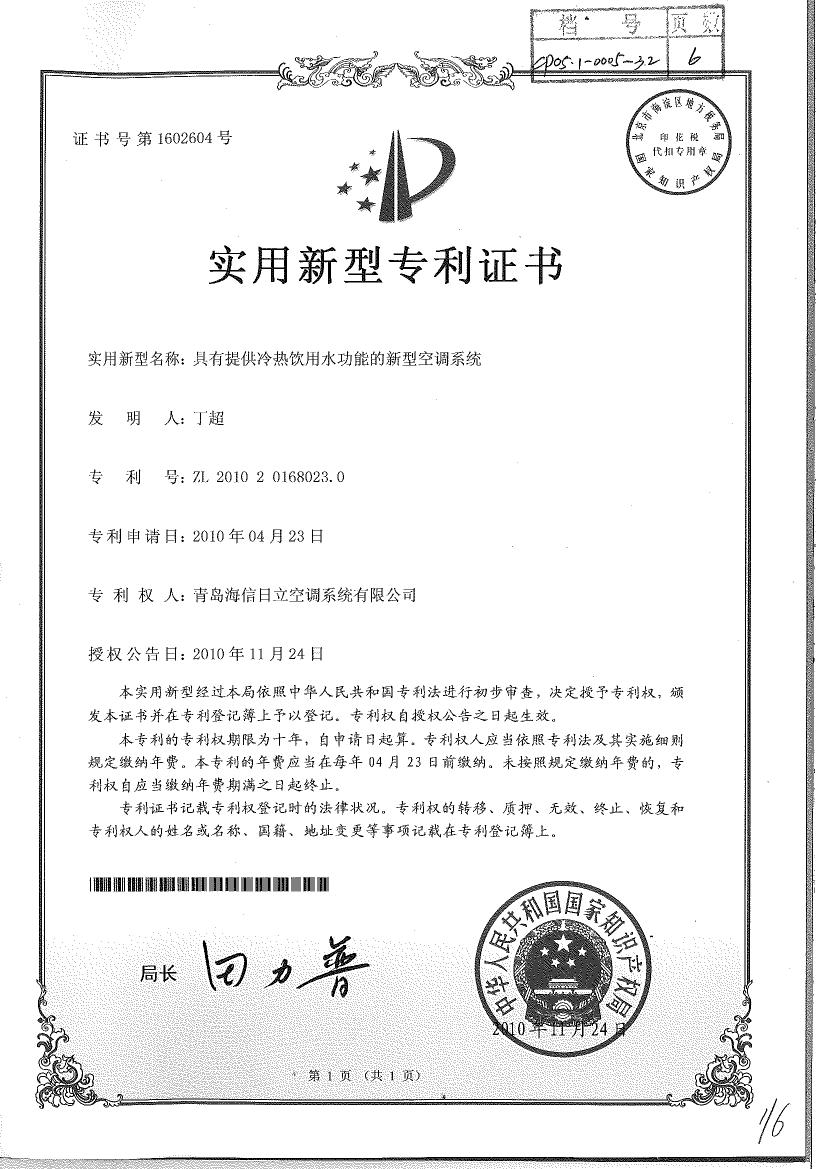 档 号 页 数
CP05.1-0005-32 6
北京市海淀区地方税务局
印花税
代扣专用章
国家知识产权局
证书号第1602604号
实用新型专利证书
实用新型名称：具有提供冷热饮用水功能的新型空调系统
发 明 人：丁超
专 利 号：ZL 2010 2 0168023.0
专利申请日：2010年04月23日
专 利 权 人：青岛海信日立空调系统有限公司
授权公告日：2010年11月24日
本实用新型经过本局依照中华人民共和国专利法进行初步审查，决定授予专利权，颁
发本证书并在专利登记簿上予以登记。专利权自授权公告之日起生效。
本专利的专利权期限为十年，自申请日起算。专利权人应当依照专利法及其实施细则
规定缴纳年费。本专利的年费应当在每年04月23日前缴纳。未按照规定缴纳年费的，专
利权自应当缴纳年费期满之日起终止。
专利证书记载专利权登记时的法律状况。专利权的转移、质押、无效、终止、恢复和
专利权人的姓名或名称、国籍、地址变更等事项记载在专利登记簿上。
局长 田力普
中华人民共和国国家知识产权局
2010年11月24日
第1页（共1页）
1/6